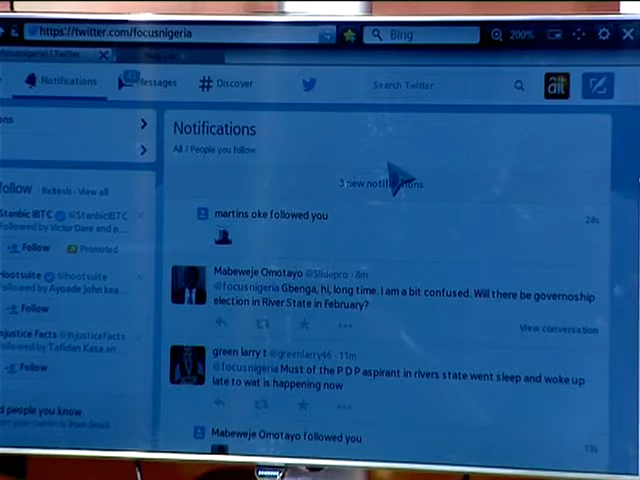 https://twitter.com/focusnigeria
Bing
200%
Notifications
Messages
# Discover
Search Twitter
ait
Notifications
All / People you follow
3 new notifications
follow · Refresh · View all
Stanbic IBTC @StanbicIBTC
Followed by Victor Dare and o...
Follow
Promoted
Hootsuite @hootsuite
Followed by Ayoade John kea...
Follow
Injustice Facts @Injusticefacts
Followed by Tafidan Kasa an...
Follow
people you know
martins oke followed you
24s
Mabeweje Omotayo @Slidepro · 8m
@focusnigeria Gbenga, hi, long time. I am a bit confused. Will there be governoship
election in River State in February?
View conversation
green larry t @greenlarry46 · 11m
@focusnigeria Must of the P D P aspirant in rivers state went sleep and woke up
late to wat is happening now
Mabeweje Omotayo followed you
13s